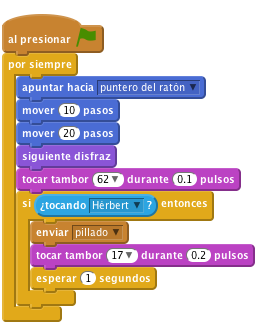 al presionar
por siempre
apuntar hacia puntero del ratón
mover 10 pasos
mover 20 pasos
siguiente disfraz
tocar tambor 62 durante 0.1 pulsos
si ¿tocando Hérbert ? entonces
enviar pillado
tocar tambor 17 durante 0.2 pulsos
esperar 1 segundos